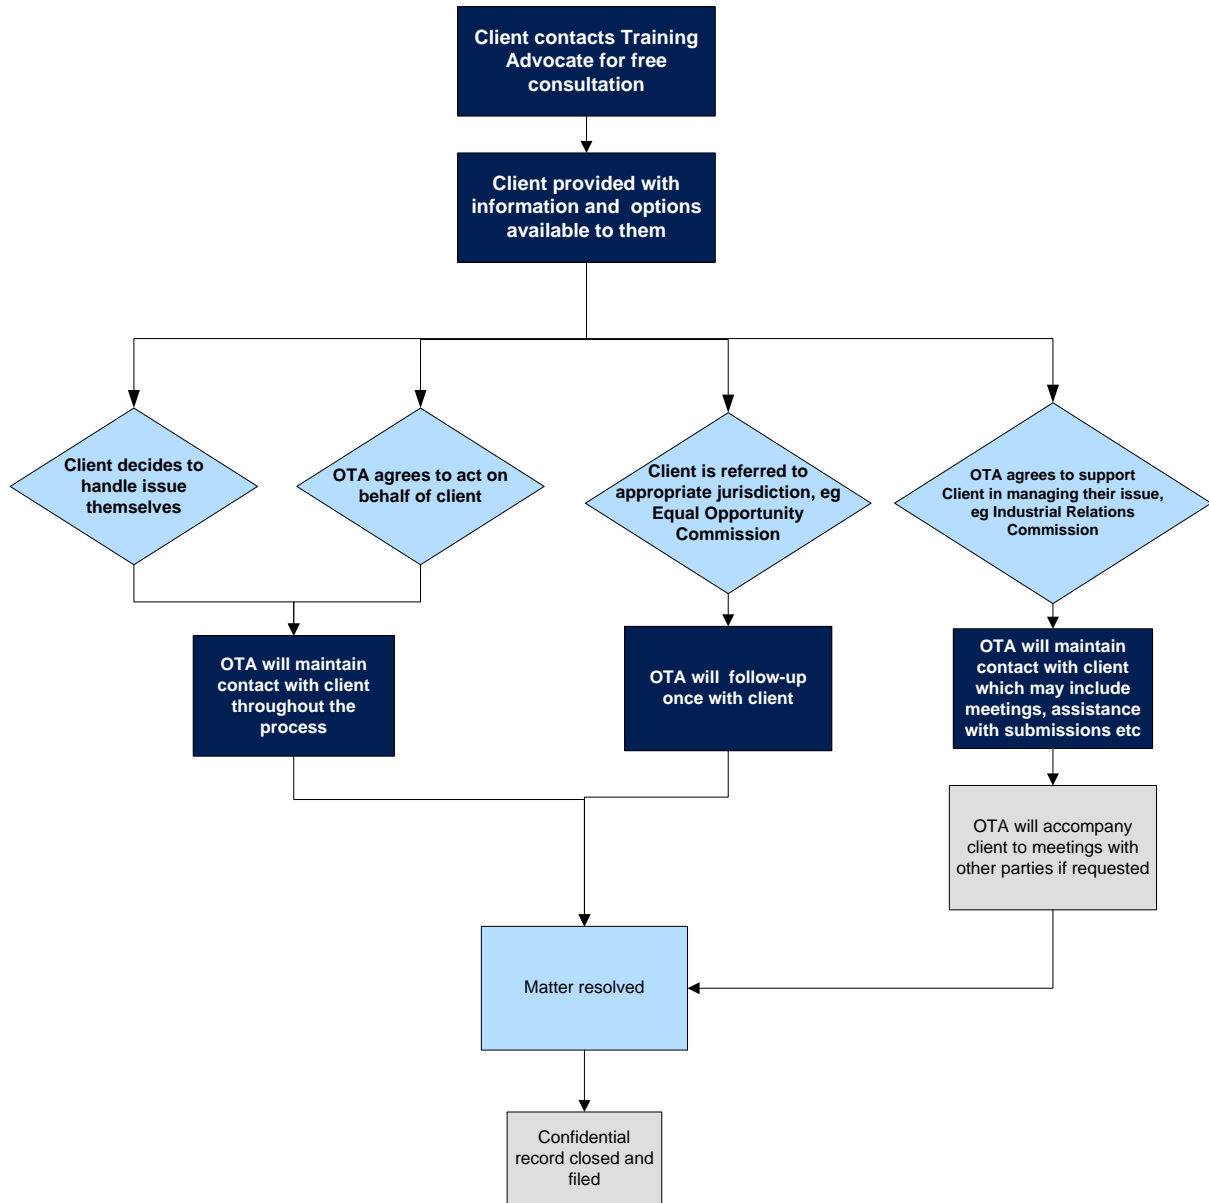 Client contacts Training
Advocate for free
consultation
Client provided with
information and options
available to them
Client decides to
handle issue
themselves
OTA agrees to act on
behalf of client
Client is referred to
appropriate jurisdiction, eg
Equal Opportunity
Commission
OTA agrees to support
Client in managing their issue,
eg Industrial Relations
Commission
OTA will maintain
contact with client
throughout the
process
OTA will follow-up
once with client
OTA will maintain
contact with client
which may include
meetings, assistance
with submissions etc
OTA will accompany
client to meetings with
other parties if requested
Matter resolved
Confidential
record closed and
filed